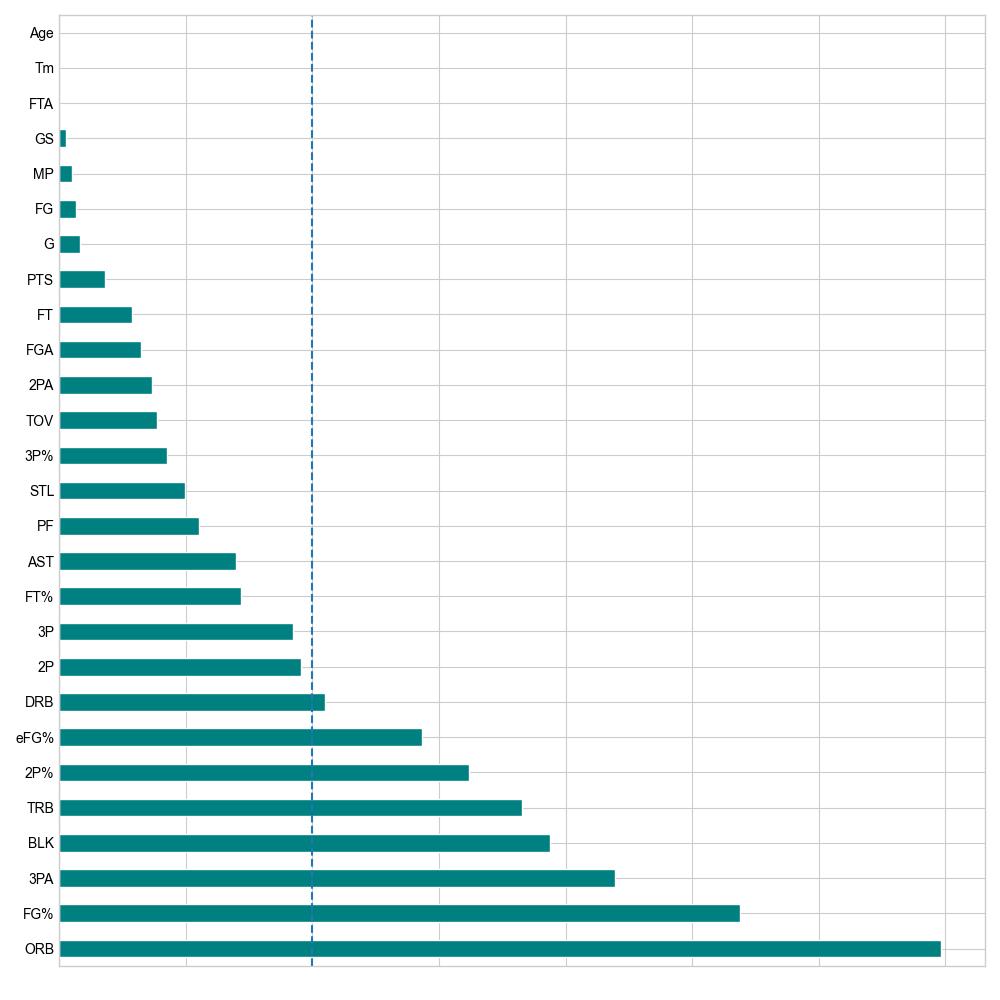 Age
Tm
FTA
GS
MP
FG
G
PTS
FT
FGA
2PA
TOV
3P%
STL
PF
AST
FT%
3P
2P
DRB
eFG%
2P%
TRB
BLK
3PA
FG%
ORB